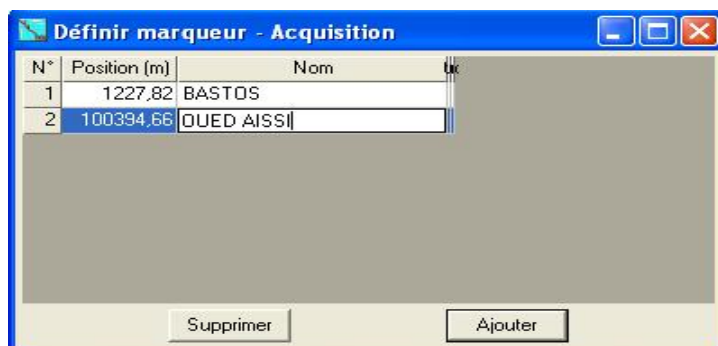 Définir marqueur - Acquisition
N° Position (m) Nom
1 1227,82 BASTOS
2 100394,66 OUED AISSI
Supprimer Ajouter